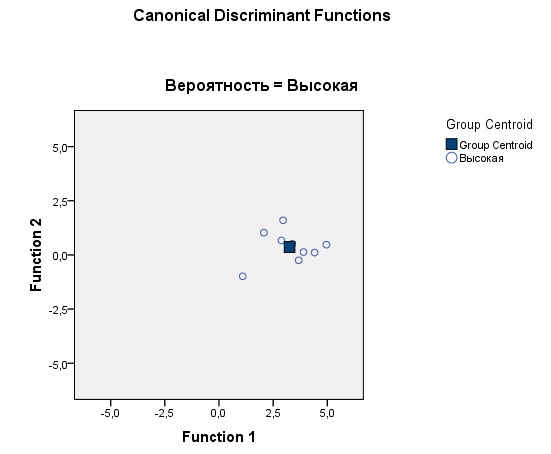 Canonical Discriminant Functions
Вероятность = Высокая
Group Centroid
Group Centroid
Высокая
5,0
2,5
0,0
-2,5
-5,0
Function 2
-5,0 -2,5 0,0 2,5 5,0
Function 1